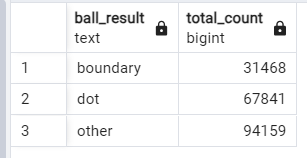 ball_result total_count
text bigint
1 boundary 31468
2 dot 67841
3 other 94159